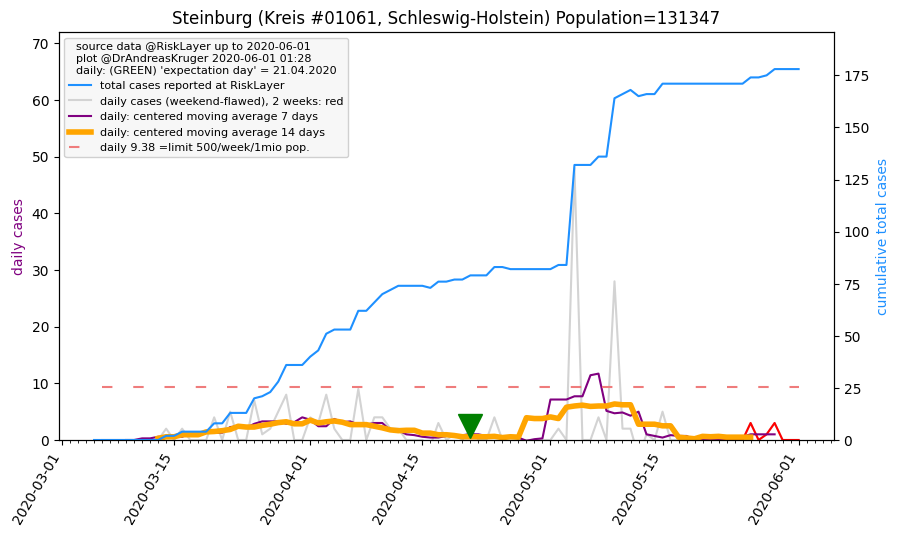 Steinburg (Kreis #01061, Schleswig-Holstein) Population=131347
source data @RiskLayer up to 2020-06-01
plot @DrAndreasKruger 2020-06-01 01:28
daily: (GREEN) 'expectation day' = 21.04.2020
total cases reported at RiskLayer
daily cases (weekend-flawed), 2 weeks: red
daily: centered moving average 7 days
daily: centered moving average 14 days
daily 9.38 =limit 500/week/1mio pop.
daily cases
70
60
50
40
30
20
10
0
cumulative total cases
175
150
125
100
75
50
25
0
2020-03-01
2020-03-15
2020-04-01
2020-04-15
2020-05-01
2020-05-15
2020-06-01